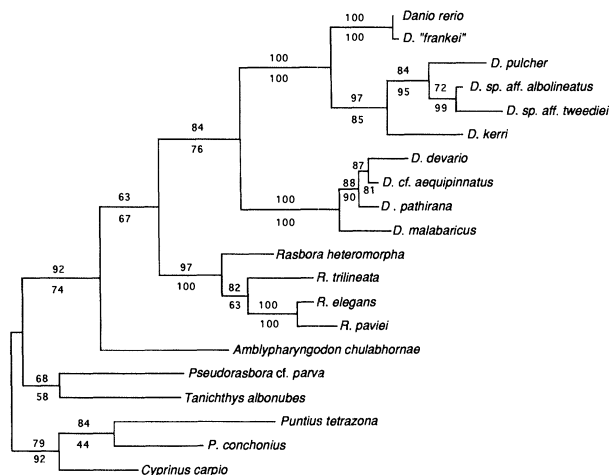 100
Danio rerio
100
D. "frankei"
100
100
84
D. pulcher
95
72
D. sp. aff. albolineatus
97
99
D. sp. aff. tweediei
85
D. kerri
84
76
87
D. devario
88
D. cf. aequipinnatus
90
81
D . pathirana
100
100
D. malabaricus
63
67
Rasbora heteromorpha
97
100
82
R. trilineata
63
100
R. elegans
100
R. paviei
92
74
Amblypharyngodon chulabhornae
68
Pseudorasbora cf. parva
58
Tanichthys albonubes
84
Puntius tetrazona
44
P. conchonius
79
92
Cyprinus carpio